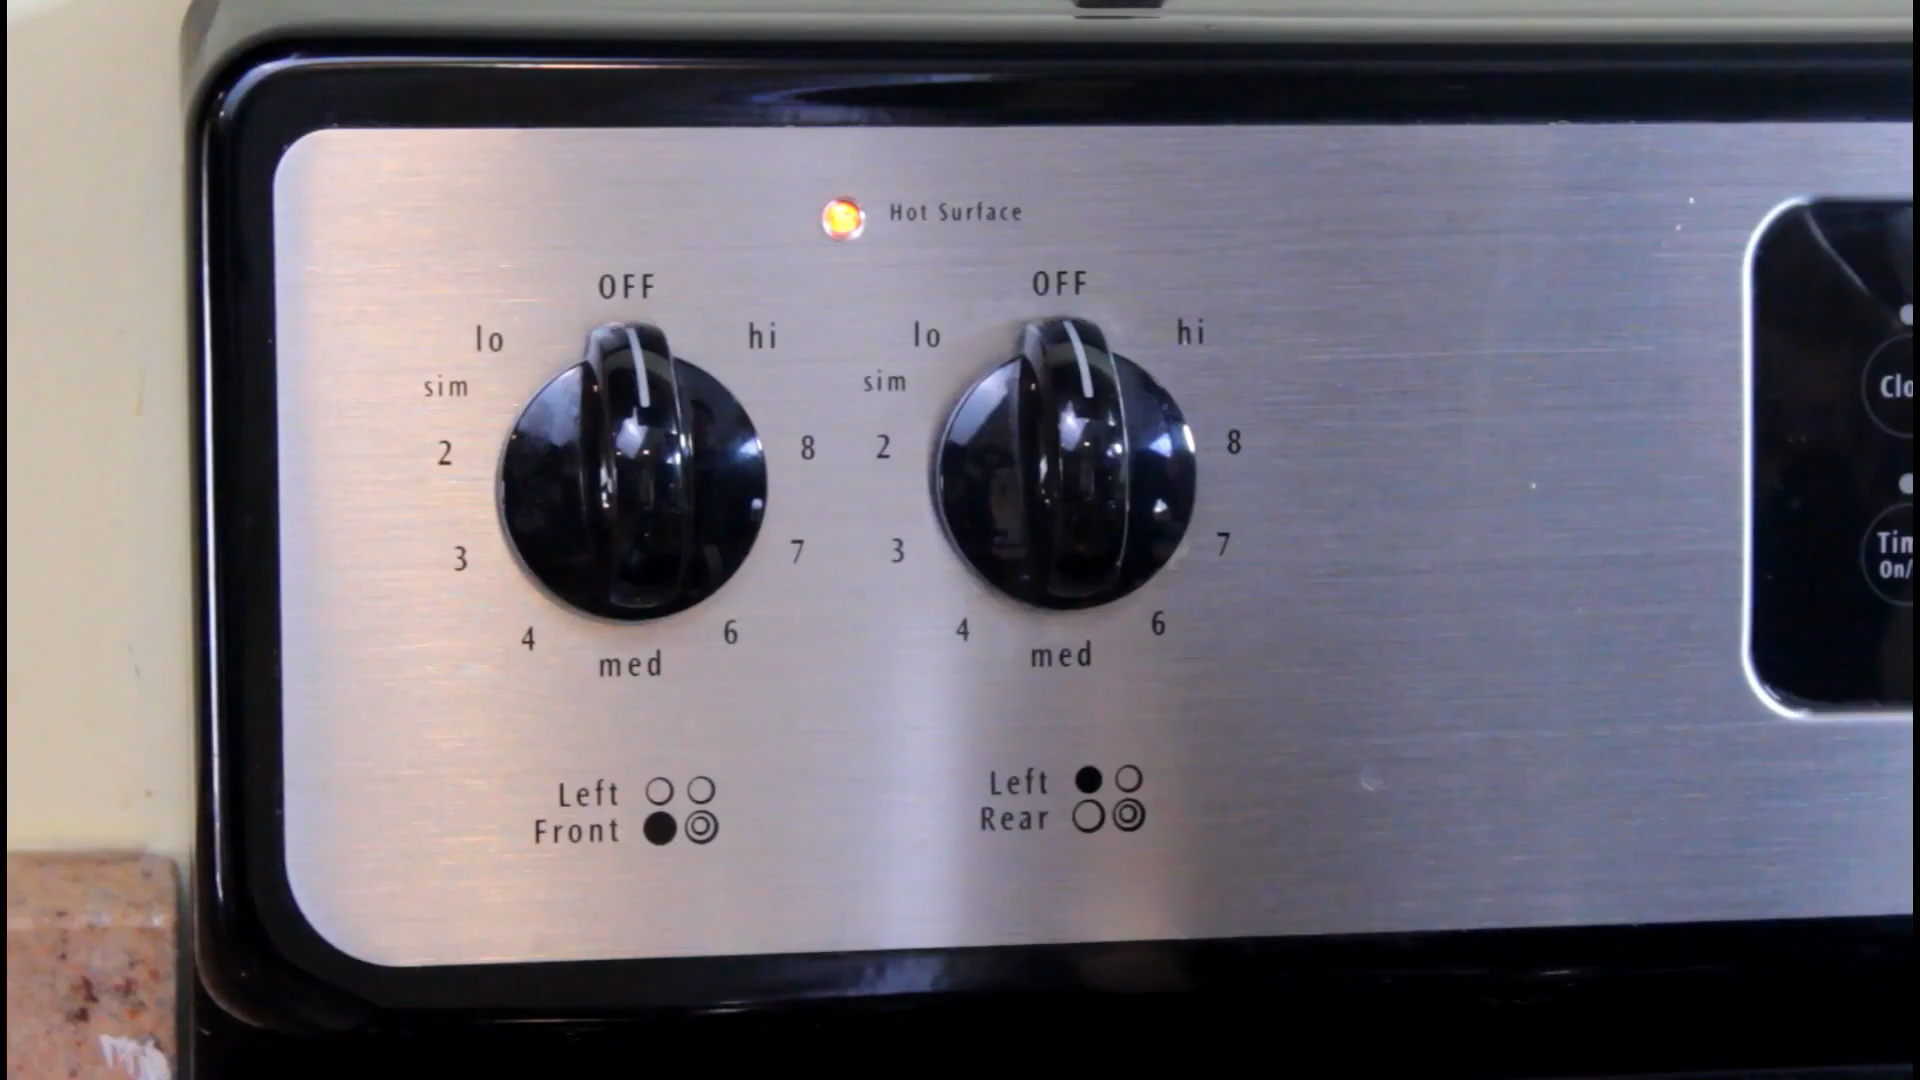 Hot Surface
OFF
lo
hi
sim
2
8
3
7
4
6
med
OFF
lo
hi
sim
2
8
3
7
4
6
med
Left
Front
Left
Rear